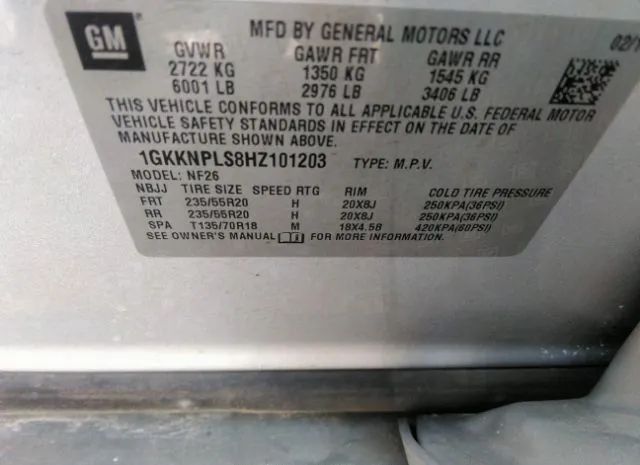 GM
MFD BY GENERAL MOTORS LLC
02/1
GVWR GAWR FRT GAWR RR
2722 KG 1350 KG 1545 KG
6001 LB 2976 LB 3406 LB
THIS VEHICLE CONFORMS TO ALL APPLICABLE U.S. FEDERAL MOTOR
VEHICLE SAFETY STANDARDS IN EFFECT ON THE DATE OF
MANUFACTURE SHOWN ABOVE.
1GKKNPLS8HZ101203 TYPE: M.P.V.
MODEL: NF26
NBJJ TIRE SIZE SPEED RTG RIM COLD TIRE PRESSURE
FRT 235/55R20 H 20X8J 250KPA(36PSI)
RR 235/55R20 H 20X8J 250KPA(36PSI)
SPA T135/70R18 M 18X4.5B 420KPA(60PSI)
SEE OWNER'S MANUAL FOR MORE INFORMATION.